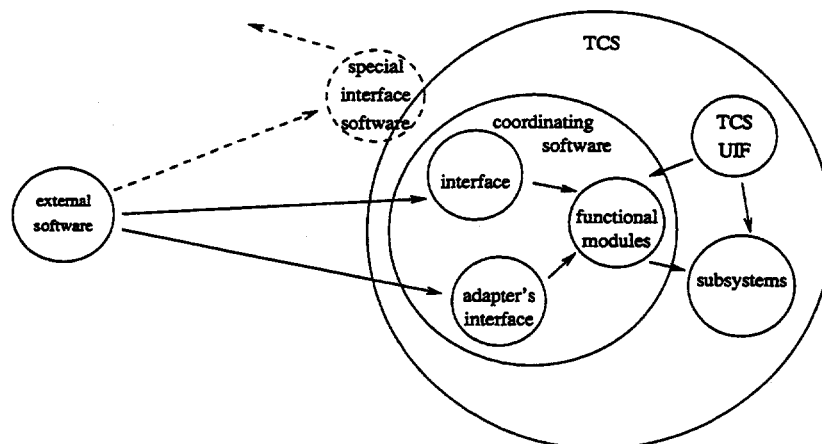 TCS
special
interface
software
coordinating
software
TCS
UIF
interface
external
software
functional
modules
subsystems
adapter's
interface